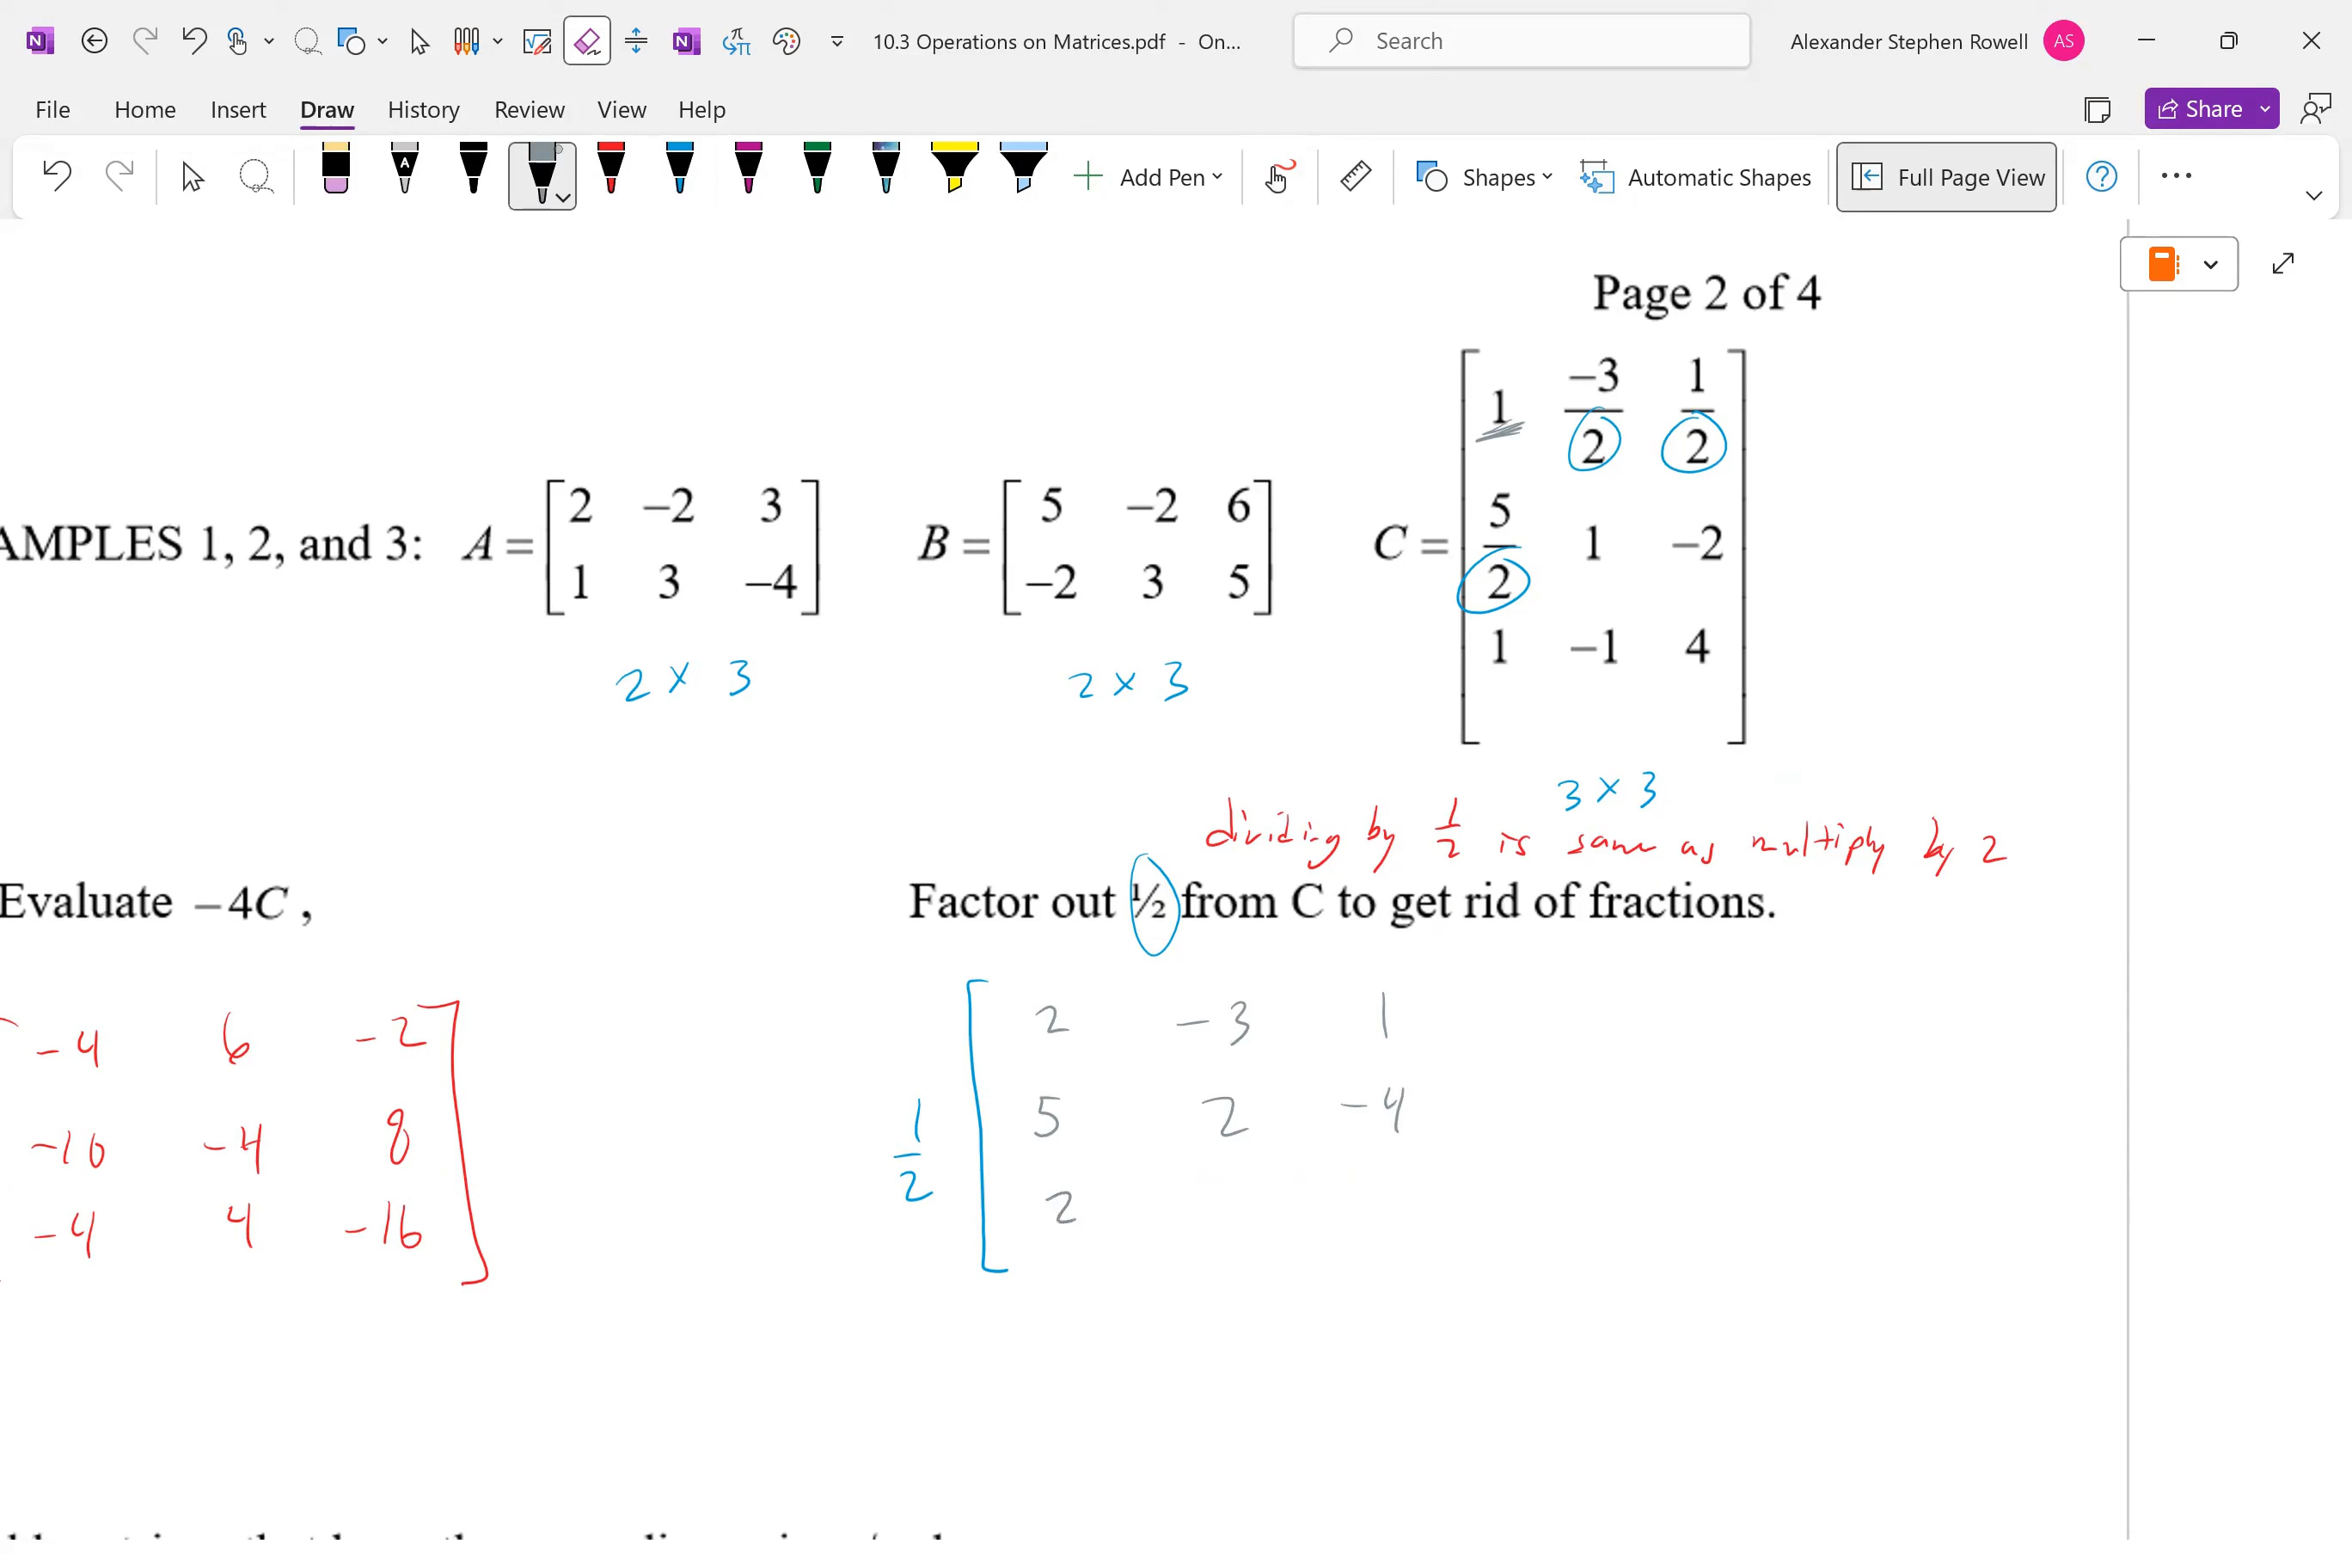 10.3 Operations on Matrices.pdf - On...
Search
Alexander Stephen Rowell AS
File Home Insert Draw History Review View Help
Share
A
Add Pen
Shapes
Automatic Shapes
Full Page View
Page 2 of 4
AMPLES 1, 2, and 3: A = [2 −2 3; 1 3 −4] B = [5 −2 6; −2 3 5] C = [1 −3/2 1/2; 5/2 1 −2; 1 −1 4]
2 × 3 2 × 3
3 × 3
dividing by 1/2 is same as multiply by 2
Evaluate −4C , Factor out ½ from C to get rid of fractions.
-4 6 -2
-10 -4 8
-4 4 -16
1/2 [
2 -3 1
5 2 -4
2